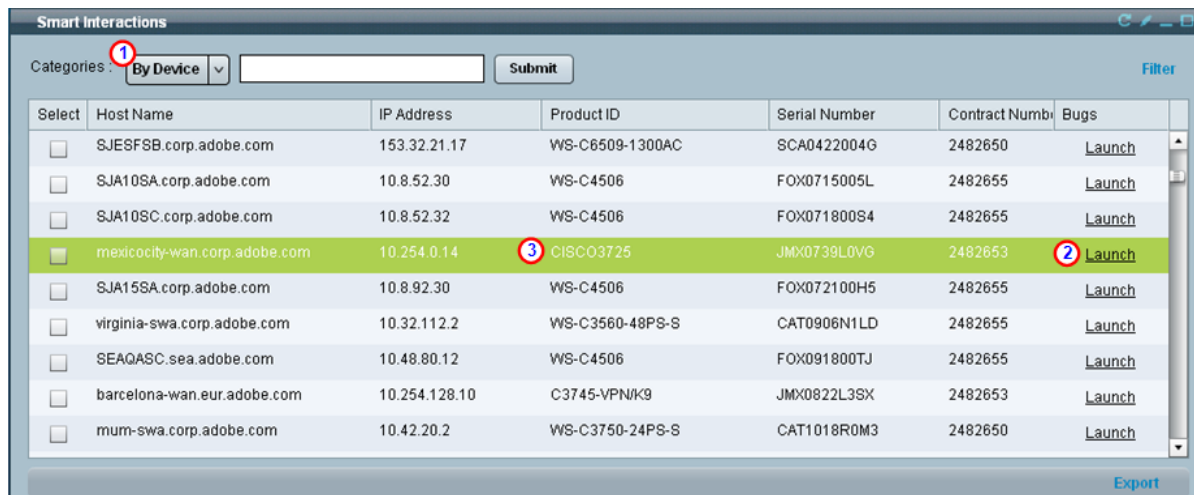 Smart Interactions
Categories : 1 By Device Submit Filter
Select Host Name IP Address Product ID Serial Number Contract Numb Bugs
SJESFSB.corp.adobe.com 153.32.21.17 WS-C6509-1300AC SCA0422004G 2482650 Launch
SJA10SA.corp.adobe.com 10.8.52.30 WS-C4506 FOX0715005L 2482655 Launch
SJA10SC.corp.adobe.com 10.8.52.32 WS-C4506 FOX071800S4 2482655 Launch
mexicocity-wan.corp.adobe.com 10.254.0.14 3 CISCO3725 JMX0739L0VG 2482653 2 Launch
SJA15SA.corp.adobe.com 10.8.92.30 WS-C4506 FOX072100H5 2482655 Launch
virginia-swa.corp.adobe.com 10.32.112.2 WS-C3560-48PS-S CAT0906N1LD 2482655 Launch
SEAQASC.sea.adobe.com 10.48.80.12 WS-C4506 FOX091800TJ 2482655 Launch
barcelona-wan.eur.adobe.com 10.254.128.10 C3745-VPN/K9 JMX0822L3SX 2482653 Launch
mum-swa.corp.adobe.com 10.42.20.2 WS-C3750-24PS-S CAT1018R0M3 2482650 Launch
Export